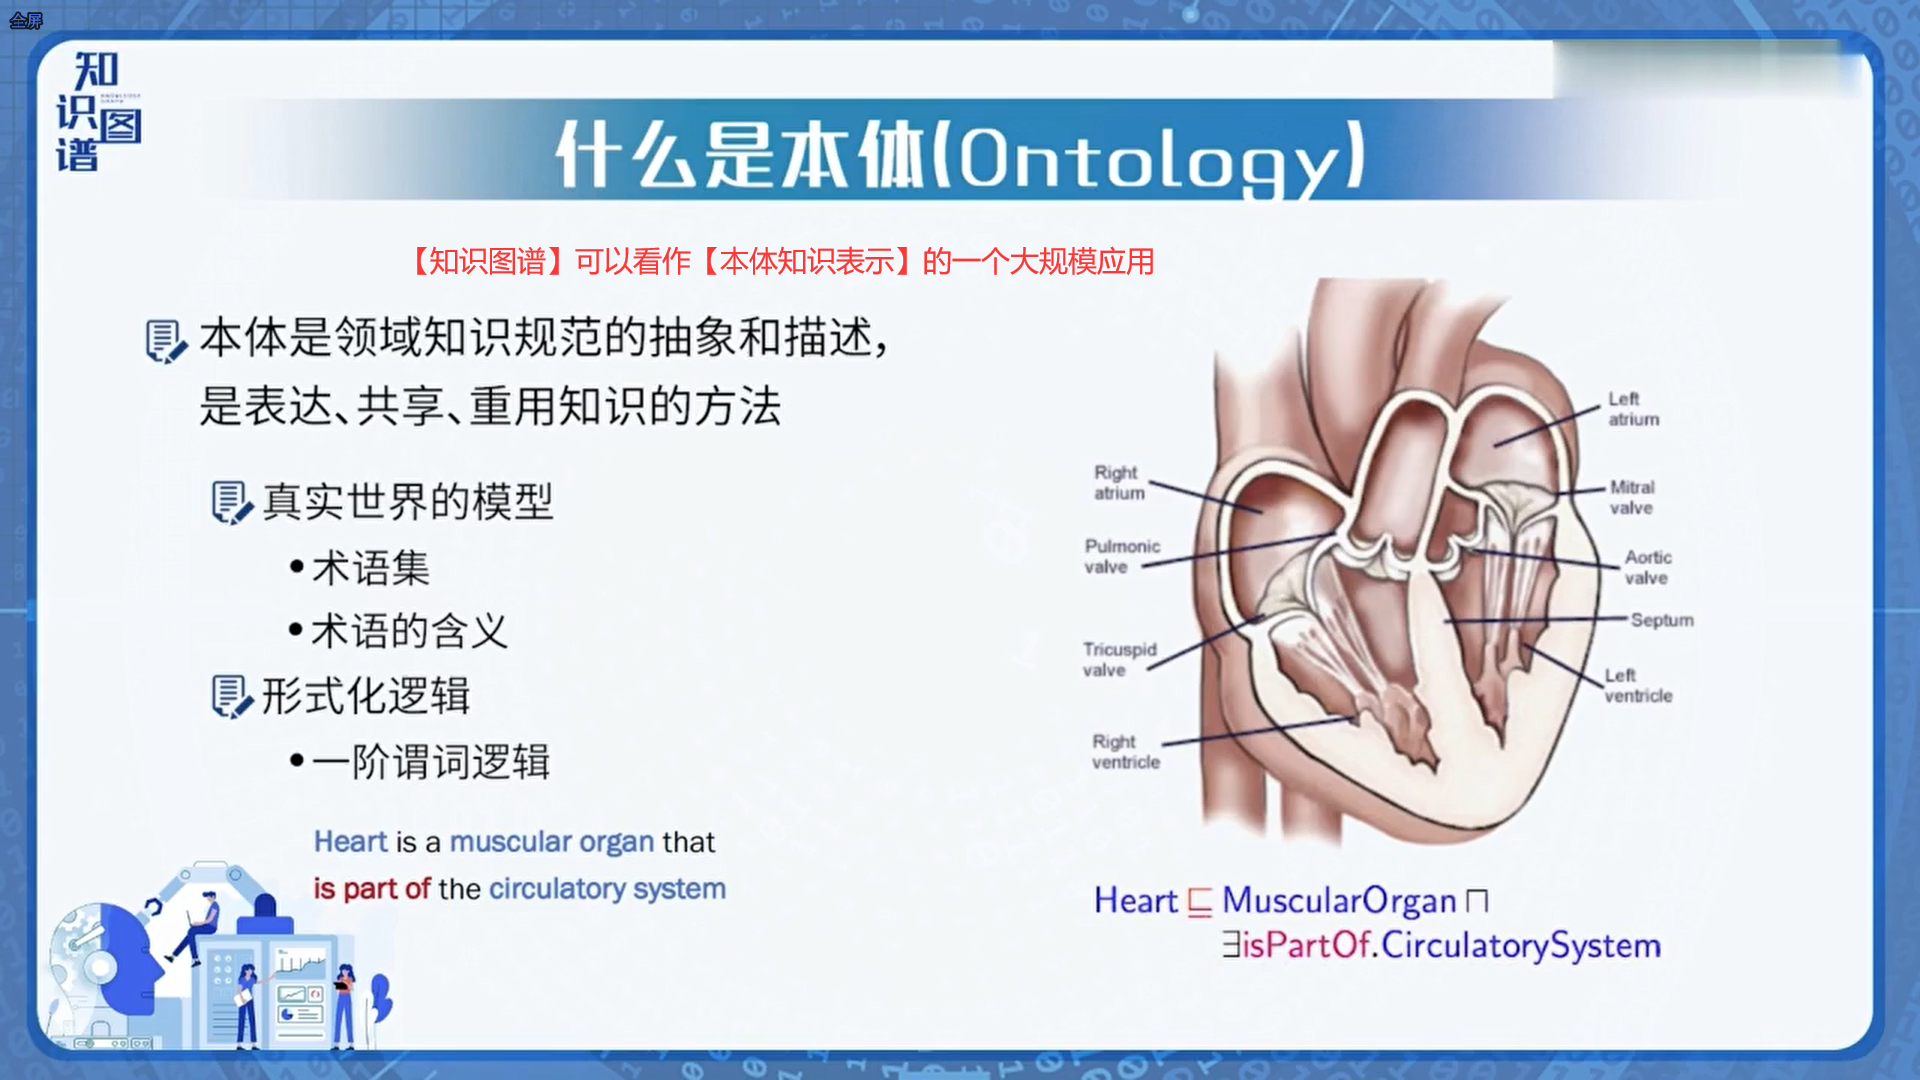 全屏
知
识图
谱
什么是本体(Ontology)
【知识图谱】可以看作【本体知识表示】的一个大规模应用
本体是领域知识规范的抽象和描述，
是表达、共享、重用知识的方法
真实世界的模型
•术语集
•术语的含义
形式化逻辑
•一阶谓词逻辑
Heart is a muscular organ that
is part of the circulatory system
Left
atrium
Right
atrium
Mitral
valve
Pulmonic
valve
Aortic
valve
Septum
Tricuspid
valve
Left
ventricle
Right
ventricle
Heart ⊑ MuscularOrgan ⊓
∃isPartOf.CirculatorySystem